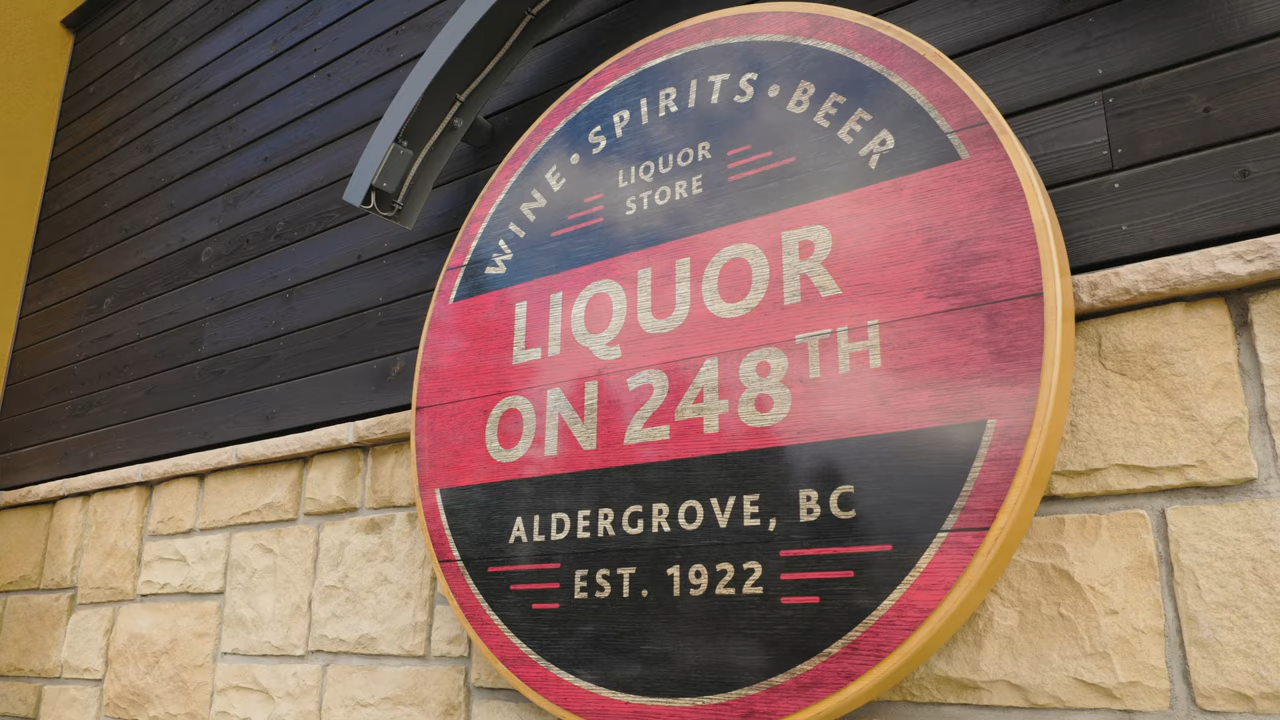 WINE • SPIRITS • BEER
LIQUOR
STORE
LIQUOR
ON 248TH
ALDERGROVE, BC
EST. 1922